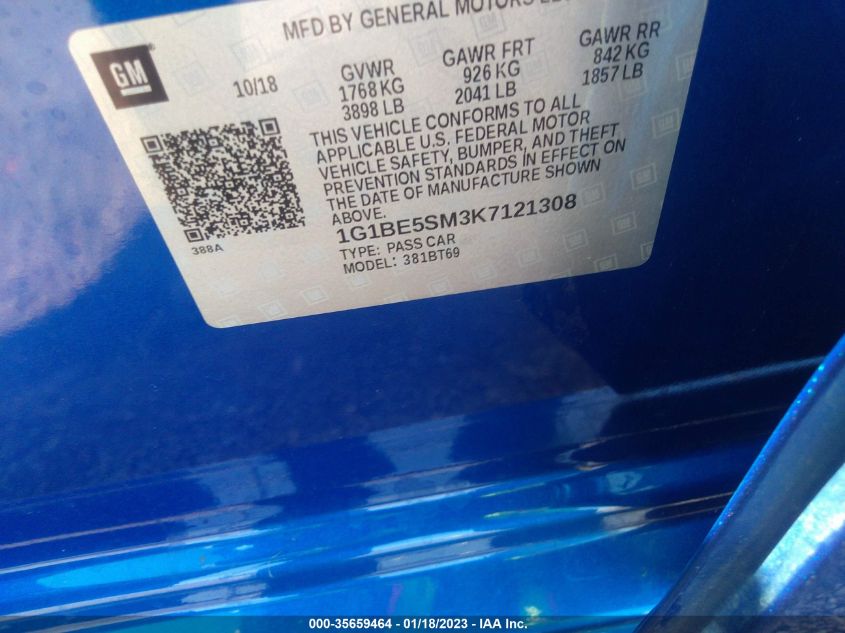 MFD BY GENERAL MOTORS
GM
10/18
GVWR
1768 KG
3898 LB
GAWR FRT
926 KG
2041 LB
GAWR RR
842 KG
1857 LB
THIS VEHICLE CONFORMS TO ALL
APPLICABLE U.S. FEDERAL MOTOR
VEHICLE SAFETY, BUMPER, AND THEFT
PREVENTION STANDARDS IN EFFECT ON
THE DATE OF MANUFACTURE SHOWN
ABOVE.
1G1BE5SM3K7121308
TYPE: PASS CAR
MODEL: 381BT69
388A
000-35659464 - 01/18/2023 - IAA Inc.